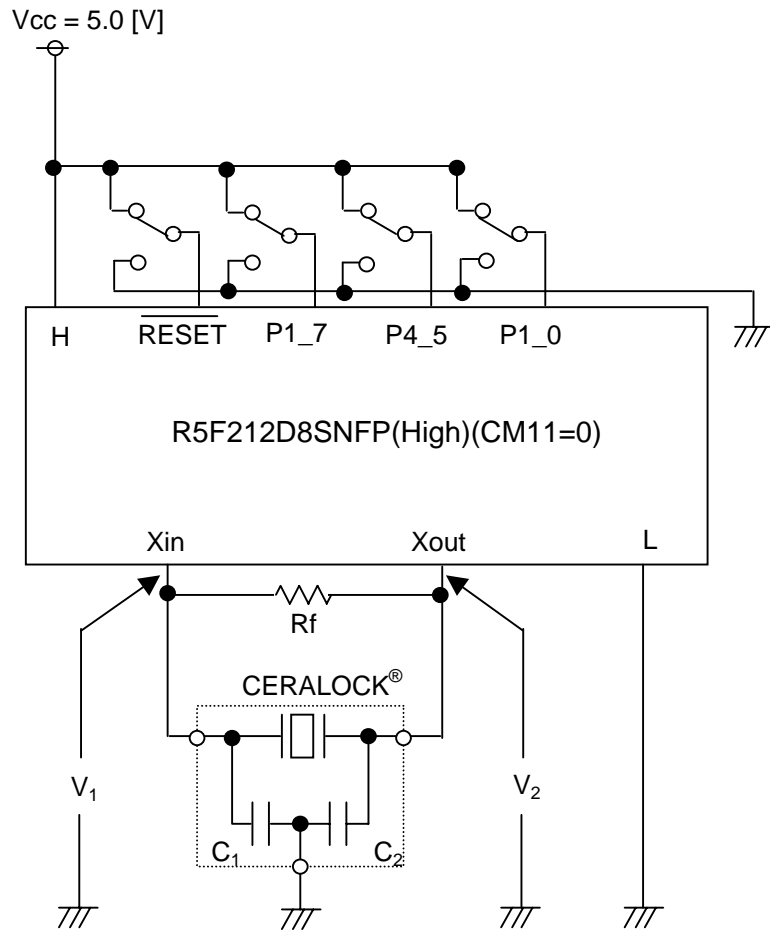 Vcc = 5.0 [V]
H RESET P1_7 P4_5 P1_0
R5F212D8SNFP(High)(CM11=0)
Xin Xout L
Rf
CERALOCK®
V₁ V₂
C₁ C₂